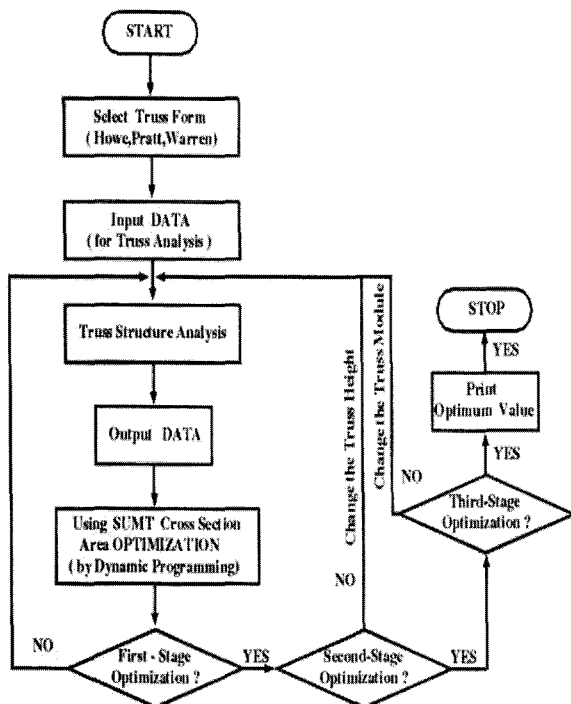 START
Select Truss Form
( Howe,Pratt,Warren)
Input DATA
( for Truss Analysis )
Truss Structure Analysis
Output DATA
Using SUMT Cross Section
Area OPTIMIZATION
( by Dynamic Programming)
NO
First - Stage
Optimization ?
YES
Second-Stage
Optimization ?
NO
Change the Truss Height
Change the Truss Module
YES
Third-Stage
Optimization ?
NO
YES
Print
Optimum Value
YES
STOP